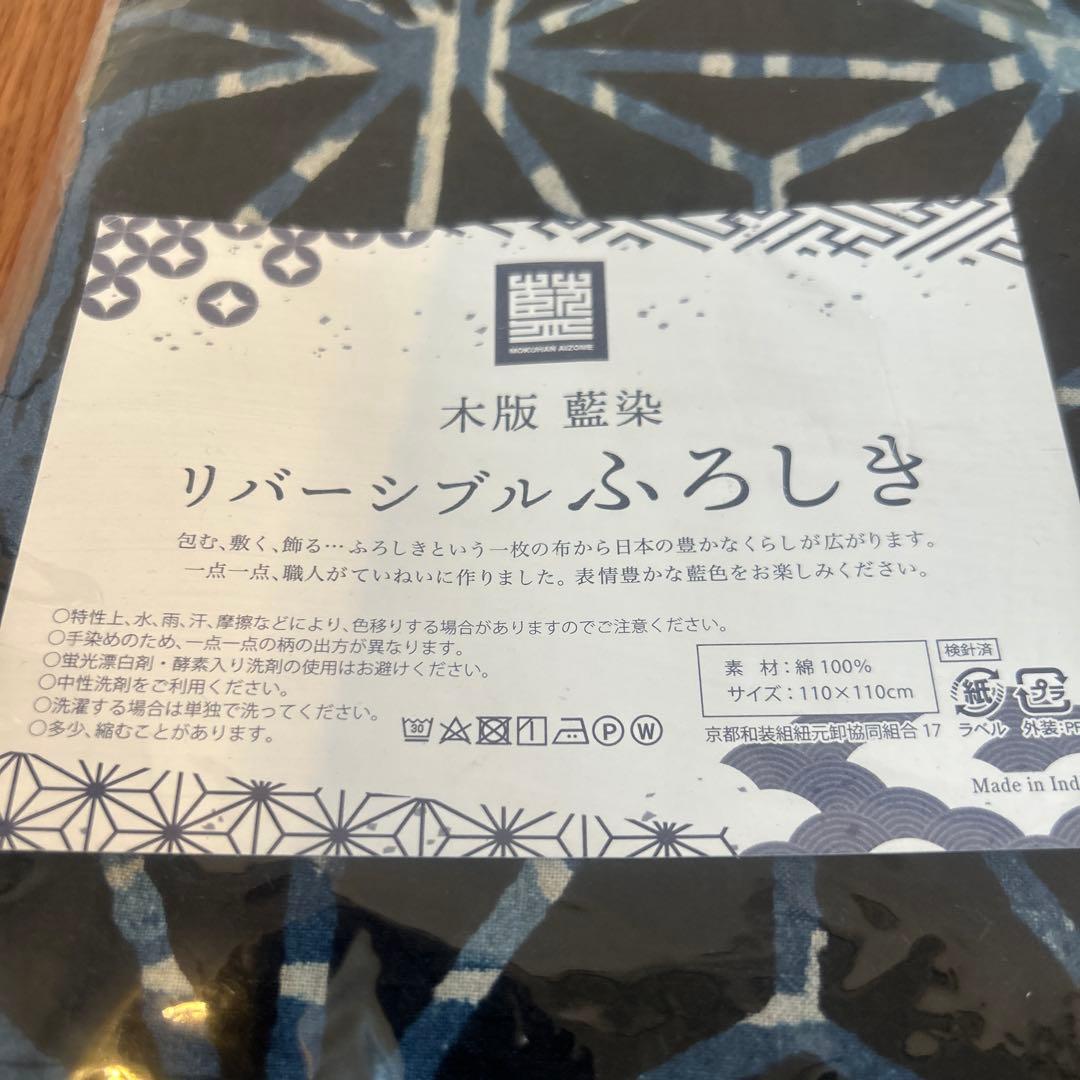 MOKUHAN AIZOME
木版 藍染
リバーシブルふろしき
包む、敷く、飾る…ふろしきという一枚の布から日本の豊かなくらしが広がります。
一点一点、職人がていねいに作りました。表情豊かな藍色をお楽しみください。
○特性上、水、雨、汗、摩擦などにより、色移りする場合がありますのでご注意ください。
○手染めのため、一点一点の柄の出方が異なります。
○蛍光漂白剤・酵素入り洗剤の使用はお避けください。
○中性洗剤をご利用ください。
○洗濯する場合は単独で洗ってください。
○多少、縮むことがあります。
30 P W
検針済
素 材：綿 100%
サイズ：110×110cm
京都和装組紐元卸協同組合 17
紙 プラ
ラベル 外装：PP
Made in Ind